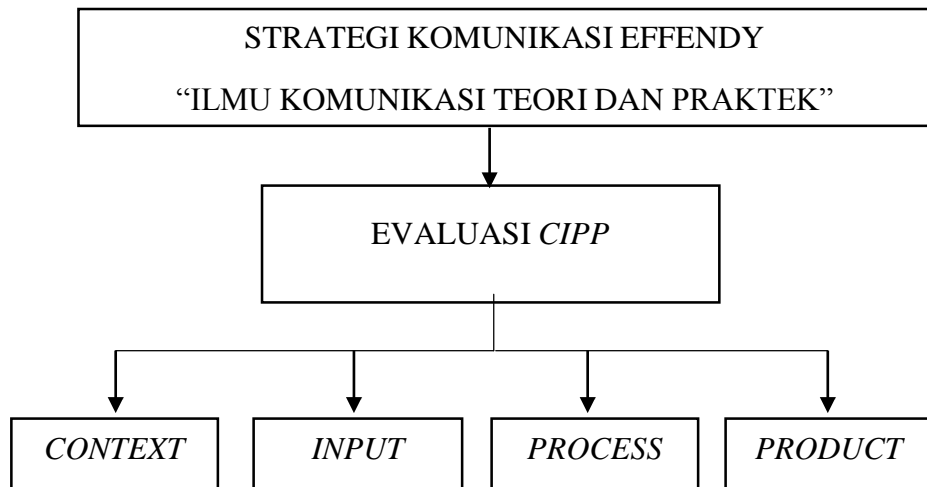 STRATEGI KOMUNIKASI EFFENDY
“ILMU KOMUNIKASI TEORI DAN PRAKTEK”
EVALUASI CIPP
CONTEXT
INPUT
PROCESS
PRODUCT